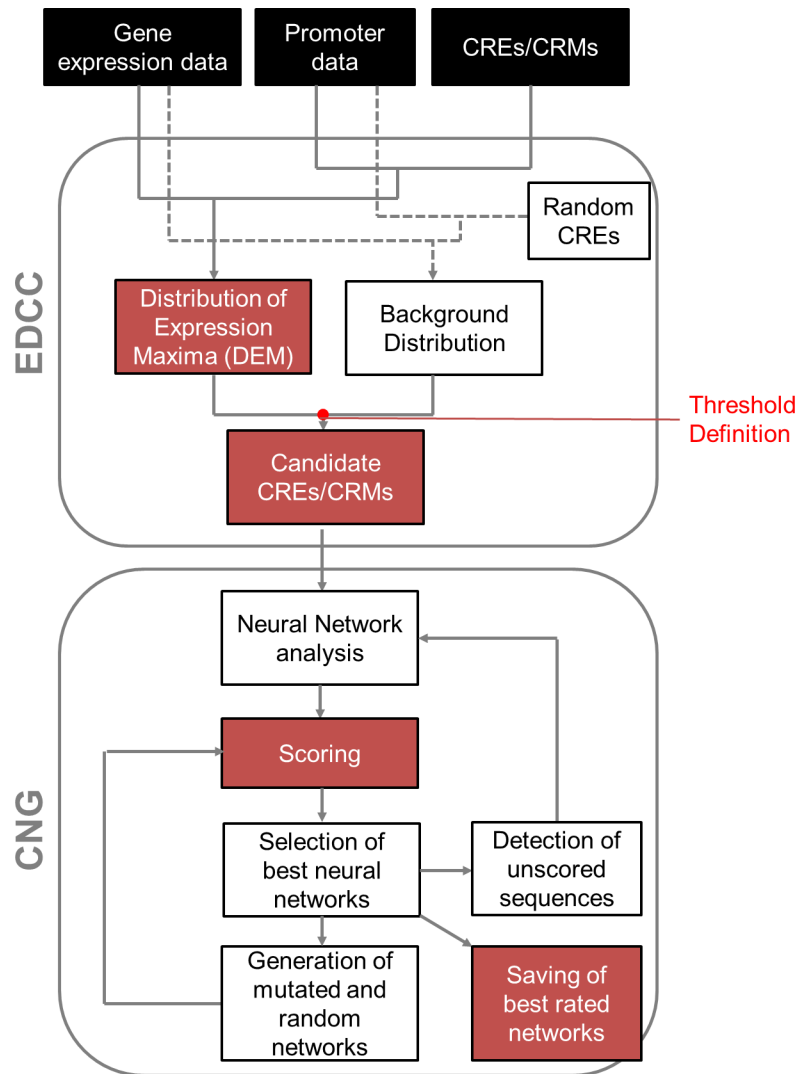 Gene
expression data
Promoter
data
CREs/CRMs
EDCC
Random
CREs
Distribution of
Expression
Maxima (DEM)
Background
Distribution
Threshold
Definition
Candidate
CREs/CRMs
CNG
Neural Network
analysis
Scoring
Selection of
best neural
networks
Detection of
unscored
sequences
Generation of
mutated and
random
networks
Saving of
best rated
networks